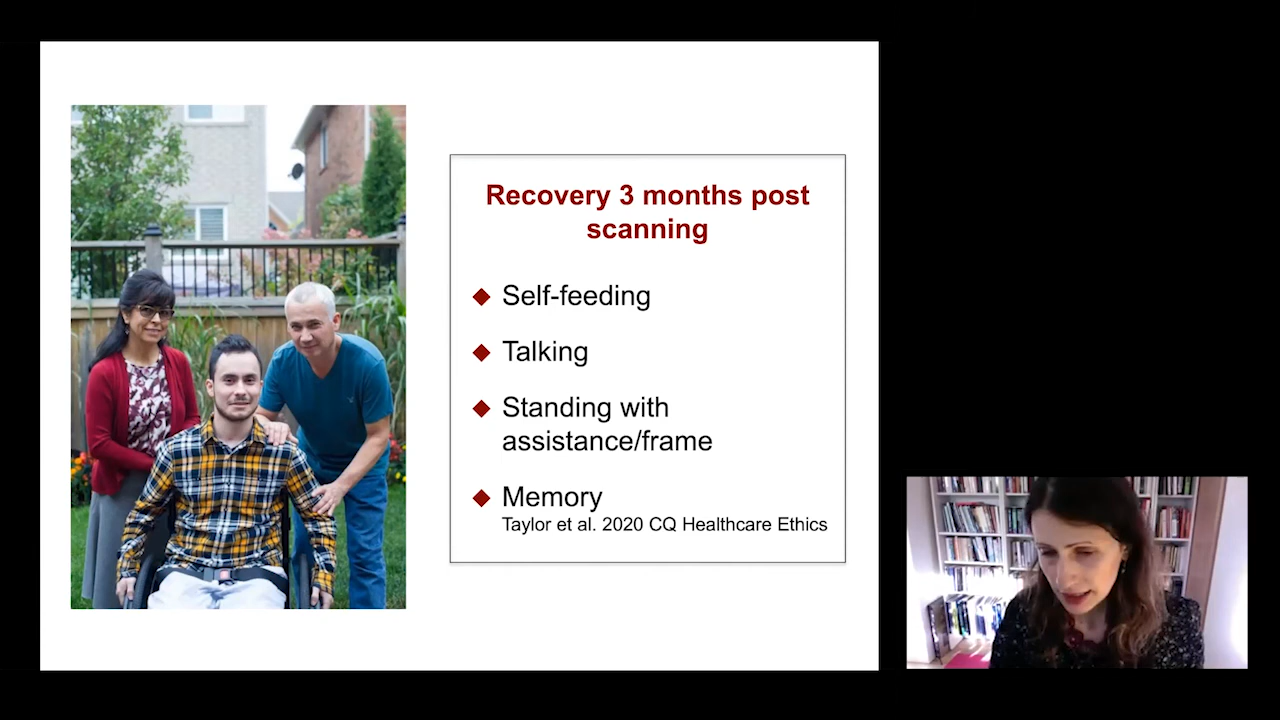 Recovery 3 months post
scanning
Self-feeding
Talking
Standing with
assistance/frame
Memory
Taylor et al. 2020 CQ Healthcare Ethics